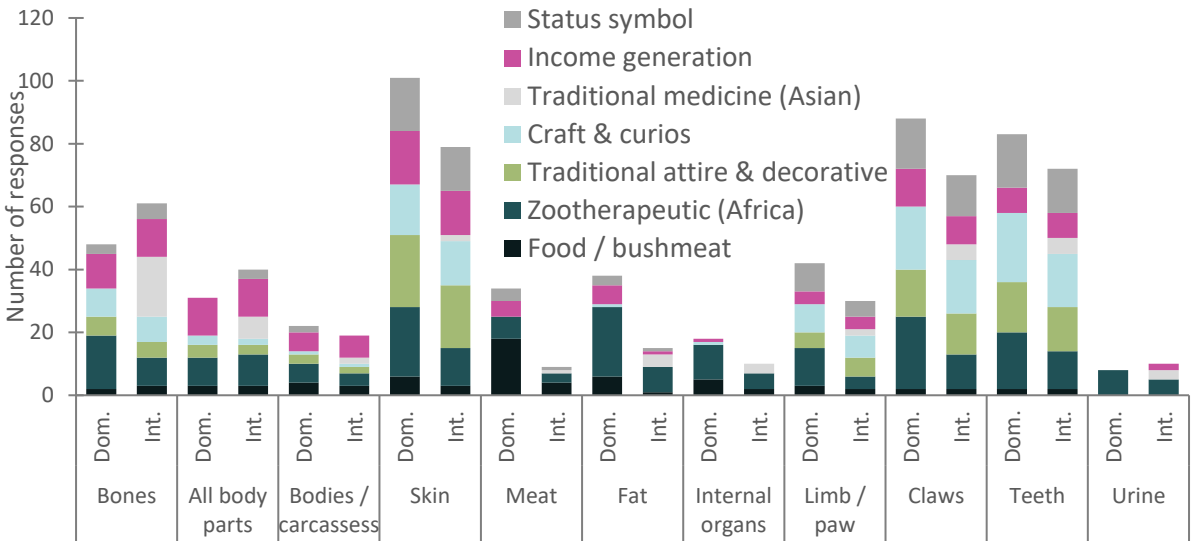 Number of responses
120
100
80
60
40
20
0
Status symbol
Income generation
Traditional medicine (Asian)
Craft & curios
Traditional attire & decorative
Zootherapeutic (Africa)
Food / bushmeat
Dom. Int. Dom. Int. Dom. Int. Dom. Int. Dom. Int. Dom. Int. Dom. Int. Dom. Int. Dom. Int. Dom. Int. Dom. Int.
Bones All body Bodies / Skin Meat Fat Internal Limb / Claws Teeth Urine
parts carcassess organs paw